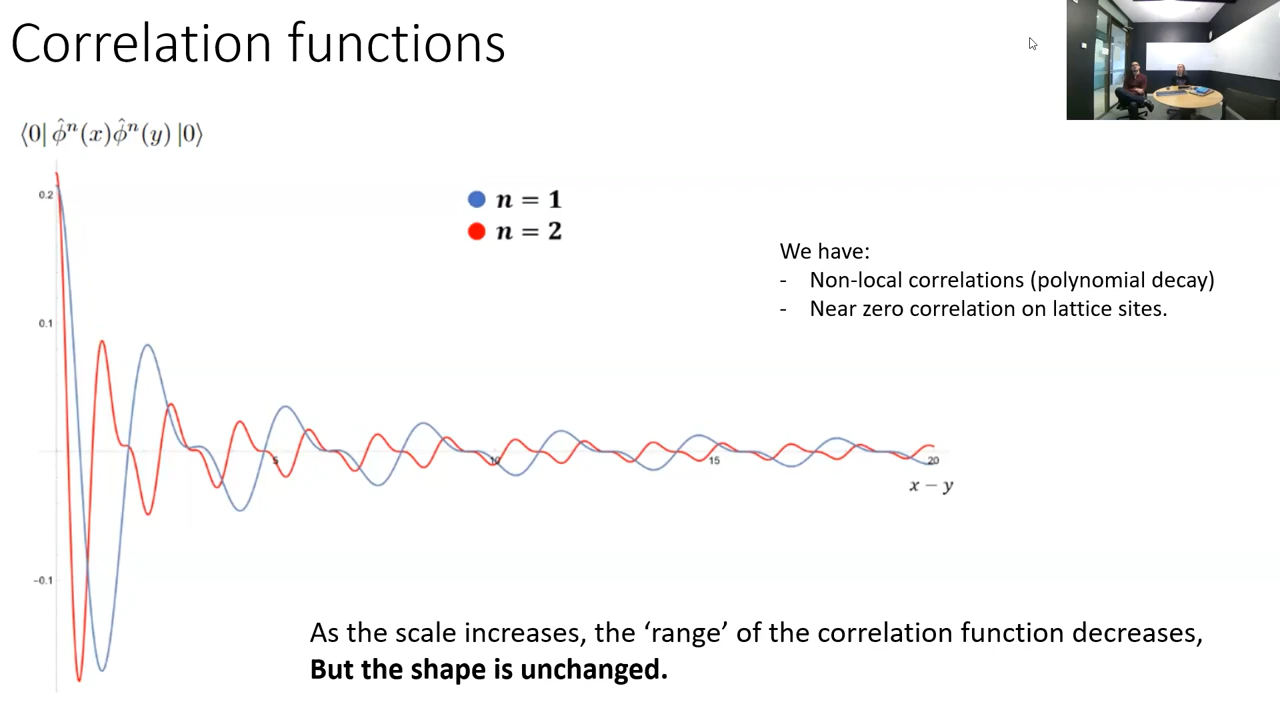 Correlation functions
⟨0| ϕ̂ⁿ(x)ϕ̂ⁿ(y) |0⟩
0.2
n = 1
n = 2
We have:
- Non-local correlations (polynomial decay)
- Near zero correlation on lattice sites.
0.1
5
10
15
20
x − y
−0.1
As the scale increases, the ‘range’ of the correlation function decreases,
But the shape is unchanged.